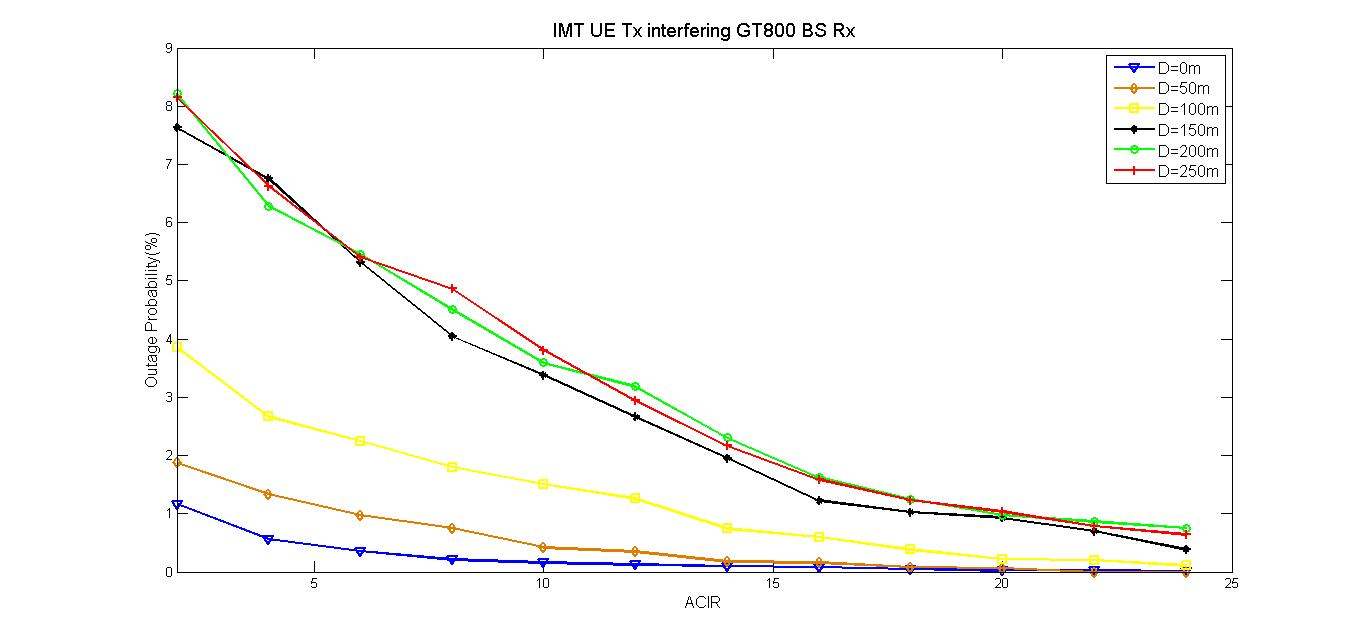 IMT UE Tx interfering GT800 BS Rx
9
8
7
6
5
4
3
2
1
0
Outage Probability(%)
D=0m
D=50m
D=100m
D=150m
D=200m
D=250m
5 10 15 20 25
ACIR